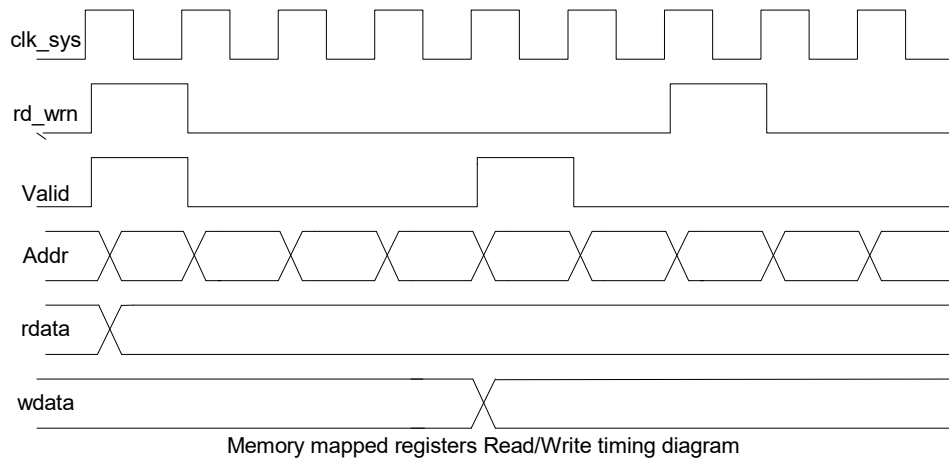 clk_sys
rd_wrn
Valid
Addr
rdata
wdata
Memory mapped registers Read/Write timing diagram